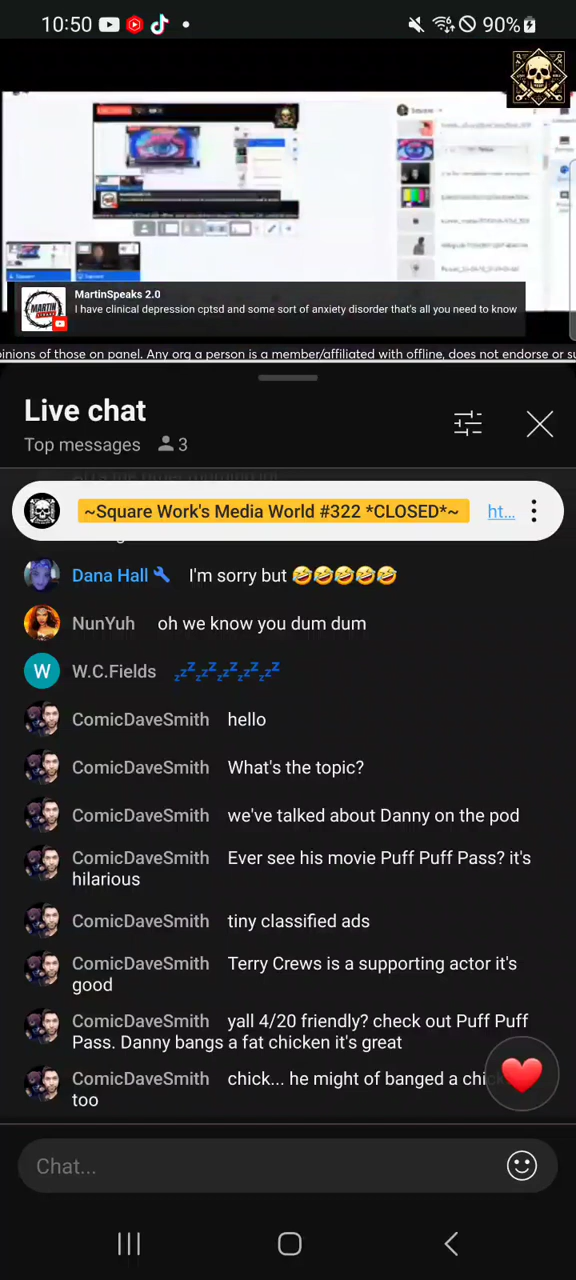 10:50
90%
MartinSpeaks 2.0
I have clinical depression cptsd and some sort of anxiety disorder that's all you need to know
MARTIN
inions of those on panel. Any org a person is a member/affiliated with offline, does not endorse or su
Live chat
Top messages 3
~Square Work's Media World #322 *CLOSED*~ ht...
Dana Hall I'm sorry but 🤣🤣🤣🤣🤣
NunYuh oh we know you dum dum
W W.C.Fields 💤💤💤💤💤💤💤
ComicDaveSmith hello
ComicDaveSmith What's the topic?
ComicDaveSmith we've talked about Danny on the pod
ComicDaveSmith Ever see his movie Puff Puff Pass? it's
hilarious
ComicDaveSmith tiny classified ads
ComicDaveSmith Terry Crews is a supporting actor it's
good
ComicDaveSmith yall 4/20 friendly? check out Puff Puff
Pass. Danny bangs a fat chicken it's great
ComicDaveSmith chick... he might of banged a chi
too
Chat...